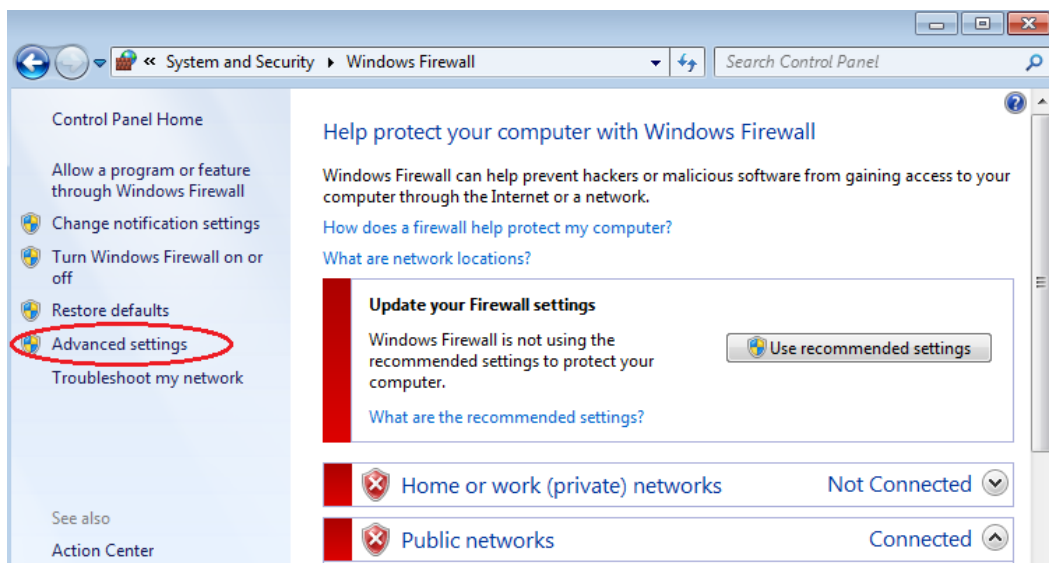 « System and Security ▸ Windows Firewall
Search Control Panel
Control Panel Home
Allow a program or feature
through Windows Firewall
Change notification settings
Turn Windows Firewall on or
off
Restore defaults
Advanced settings
Troubleshoot my network
See also
Action Center
Help protect your computer with Windows Firewall
Windows Firewall can help prevent hackers or malicious software from gaining access to your
computer through the Internet or a network.
How does a firewall help protect my computer?
What are network locations?
Update your Firewall settings
Windows Firewall is not using the
recommended settings to protect your
computer.
Use recommended settings
What are the recommended settings?
Home or work (private) networks Not Connected
Public networks Connected